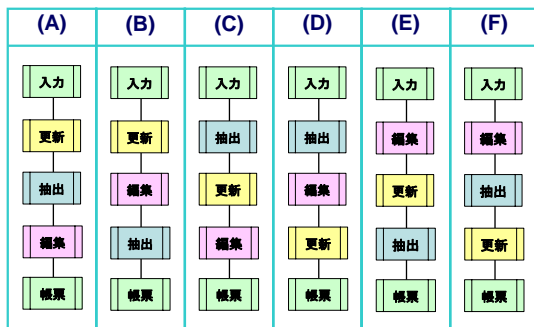 (A) (B) (C) (D) (E) (F)
入力 入力 入力 入力 入力 入力
更新 更新 抽出 抽出 編集 編集
抽出 編集 更新 編集 更新 抽出
編集 抽出 編集 更新 抽出 更新
帳票 帳票 帳票 帳票 帳票 帳票